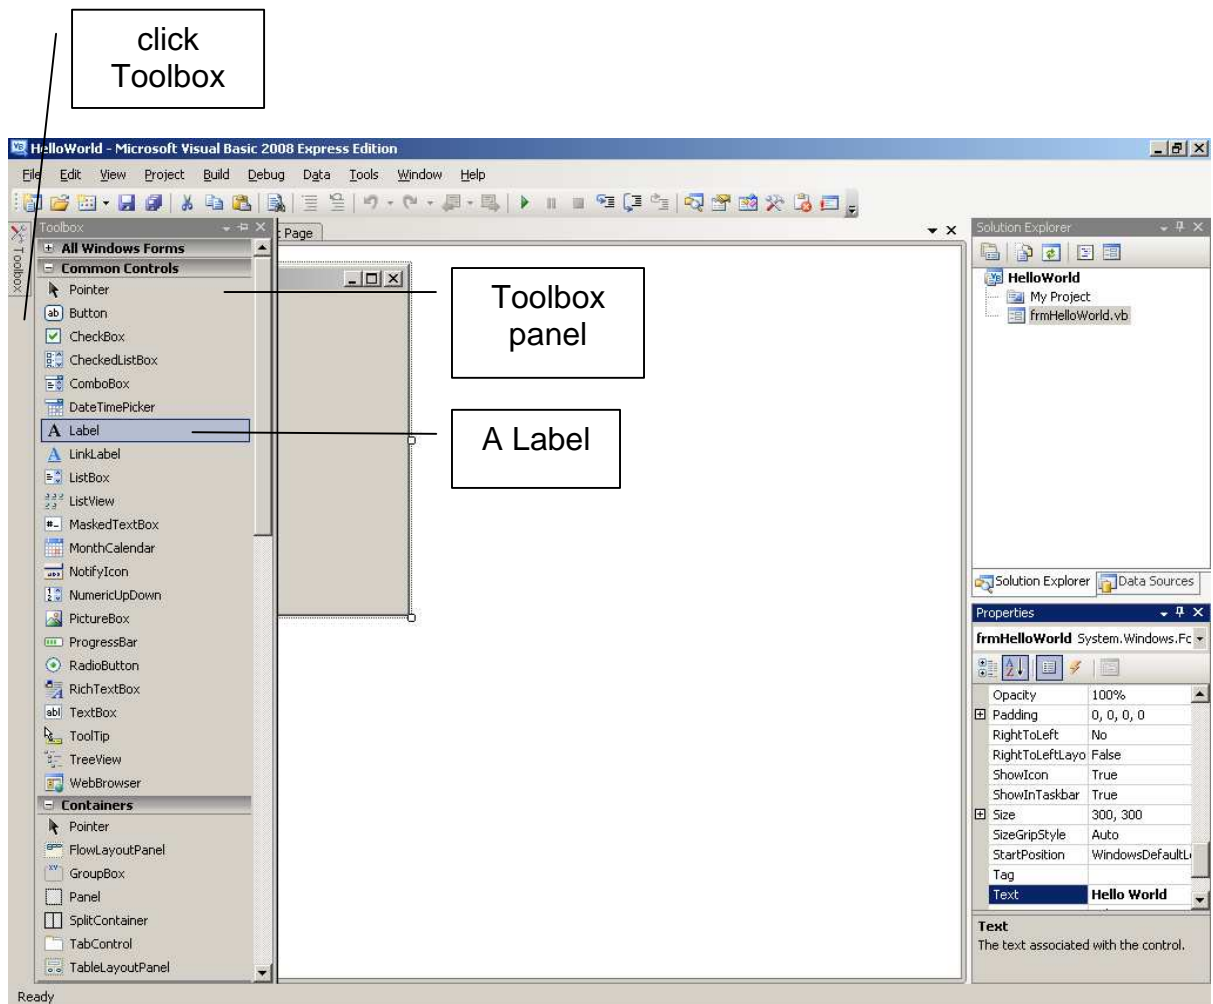 click
Toolbox
HelloWorld - Microsoft Visual Basic 2008 Express Edition
File Edit View Project Build Debug Data Tools Window Help
Toolbox
Toolbox
Page
All Windows Forms
Common Controls
Pointer
Button
CheckBox
CheckedListBox
ComboBox
DateTimePicker
Label
LinkLabel
ListBox
ListView
MaskedTextBox
MonthCalendar
NotifyIcon
NumericUpDown
PictureBox
ProgressBar
RadioButton
RichTextBox
TextBox
ToolTip
TreeView
WebBrowser
Containers
Pointer
FlowLayoutPanel
GroupBox
Panel
SplitContainer
TabControl
TableLayoutPanel
Toolbox
panel
A Label
Solution Explorer
HelloWorld
My Project
frmHelloWorld.vb
Solution Explorer Data Sources
Properties
frmHelloWorld System.Windows.Fc
Opacity 100%
Padding 0, 0, 0, 0
RightToLeft No
RightToLeftLayo False
ShowIcon True
ShowInTaskbar True
Size 300, 300
SizeGripStyle Auto
StartPosition WindowsDefaultL
Tag
Text Hello World
Text
The text associated with the control.
Ready